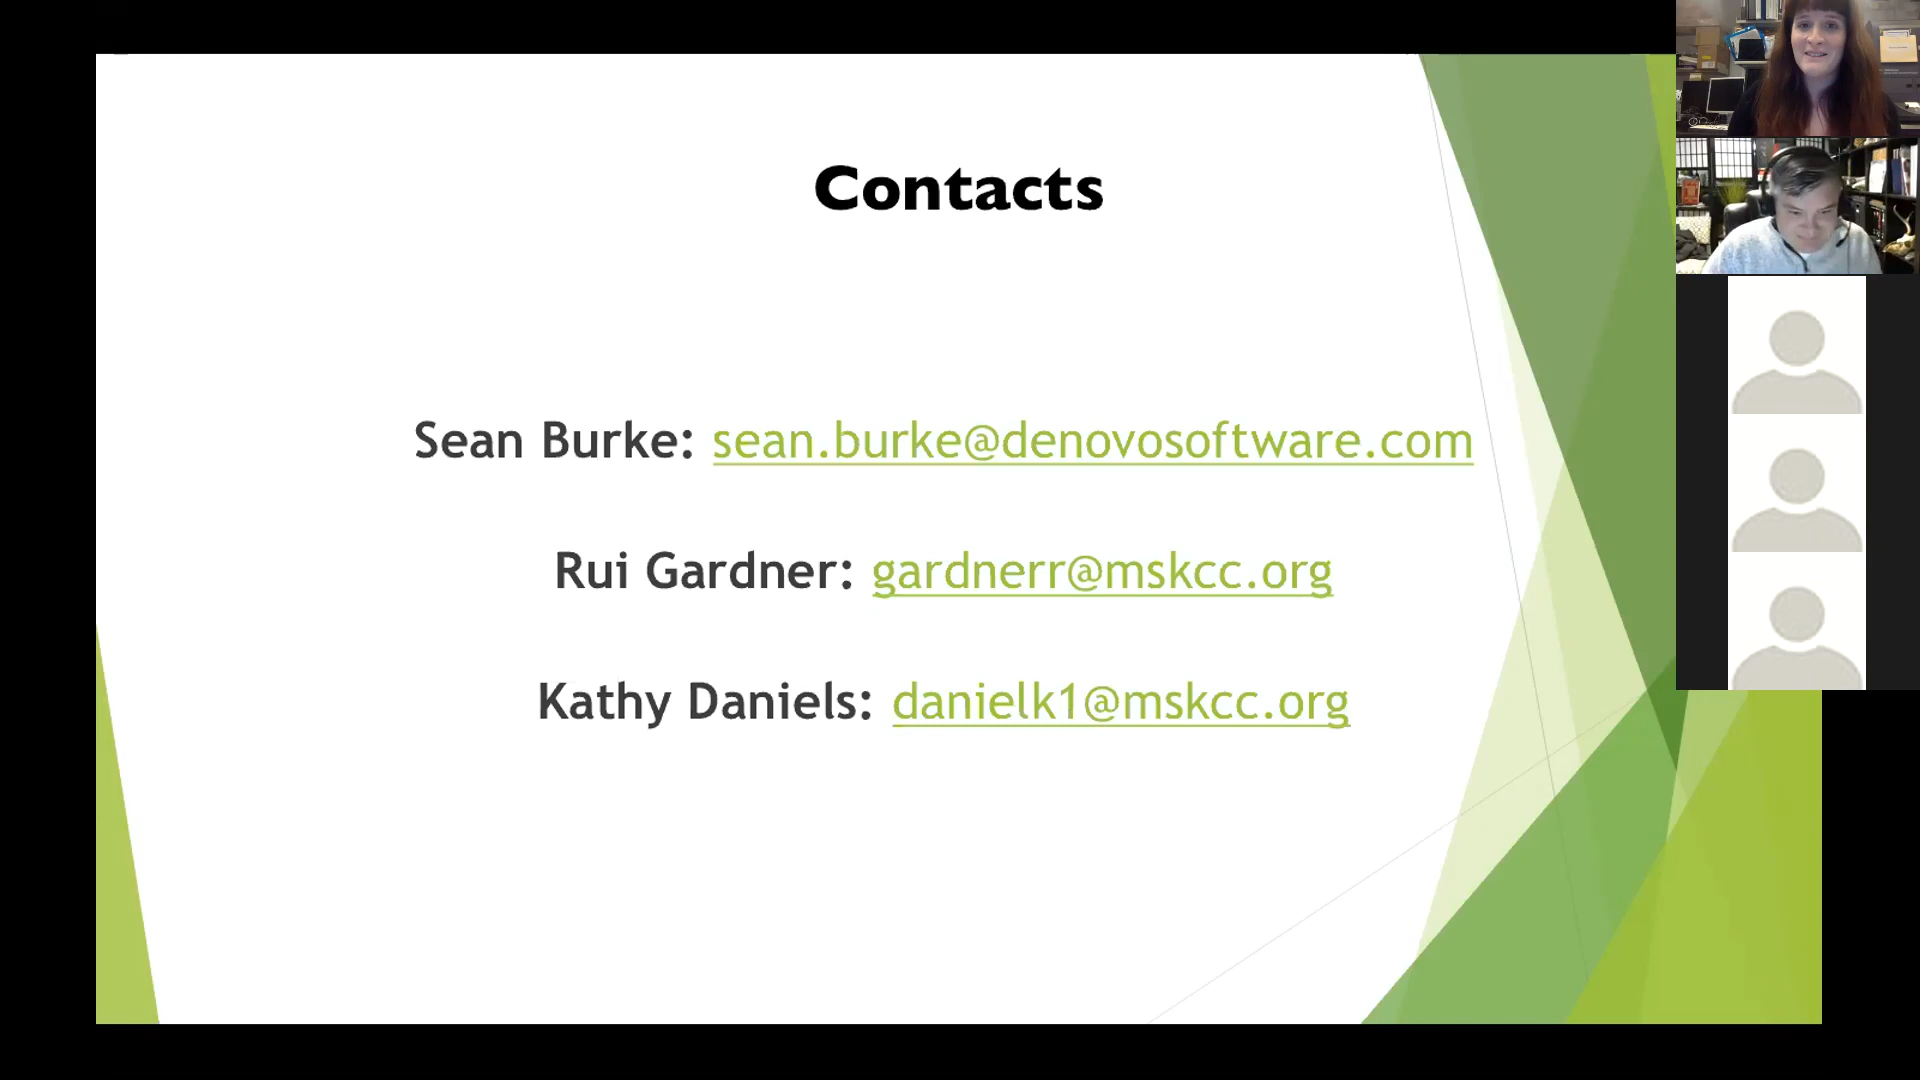 Contacts
Sean Burke: sean.burke@denovosoftware.com
Rui Gardner: gardnerr@mskcc.org
Kathy Daniels: danielk1@mskcc.org